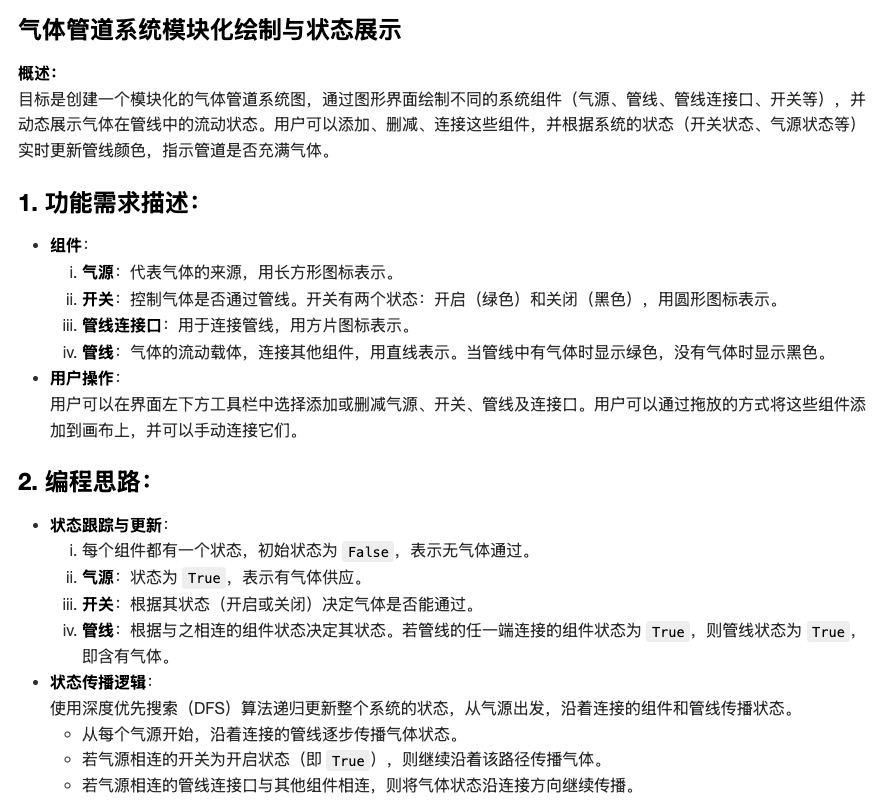 气体管道系统模块化绘制与状态展示
概述：
目标是创建一个模块化的气体管道系统图，通过图形界面绘制不同的系统组件（气源、管线、管线连接口、开关等），并
动态展示气体在管线中的流动状态。用户可以添加、删减、连接这些组件，并根据系统的状态（开关状态、气源状态等）
实时更新管线颜色，指示管道是否充满气体。
1. 功能需求描述：
• 组件：
i. 气源：代表气体的来源，用长方形图标表示。
ii. 开关：控制气体是否通过管线。开关有两个状态：开启（绿色）和关闭（黑色），用圆形图标表示。
iii. 管线连接口：用于连接管线，用方片图标表示。
iv. 管线：气体的流动载体，连接其他组件，用直线表示。当管线中有气体时显示绿色，没有气体时显示黑色。
• 用户操作：
用户可以在界面左下方工具栏中选择添加或删减气源、开关、管线及连接口。用户可以通过拖放的方式将这些组件添
加到画布上，并可以手动连接它们。
2. 编程思路：
• 状态跟踪与更新：
i. 每个组件都有一个状态，初始状态为 False，表示无气体通过。
ii. 气源：状态为 True，表示有气体供应。
iii. 开关：根据其状态（开启或关闭）决定气体是否能通过。
iv. 管线：根据与之相连的组件状态决定其状态。若管线的任一端连接的组件状态为 True，则管线状态为 True，
即含有气体。
• 状态传播逻辑：
使用深度优先搜索（DFS）算法递归更新整个系统的状态，从气源出发，沿着连接的组件和管线传播状态。
◦ 从每个气源开始，沿着连接的管线逐步传播气体状态。
◦ 若气源相连的开关为开启状态（即 True），则继续沿着该路径传播气体。
◦ 若气源相连的管线连接口与其他组件相连，则将气体状态沿连接方向继续传播。